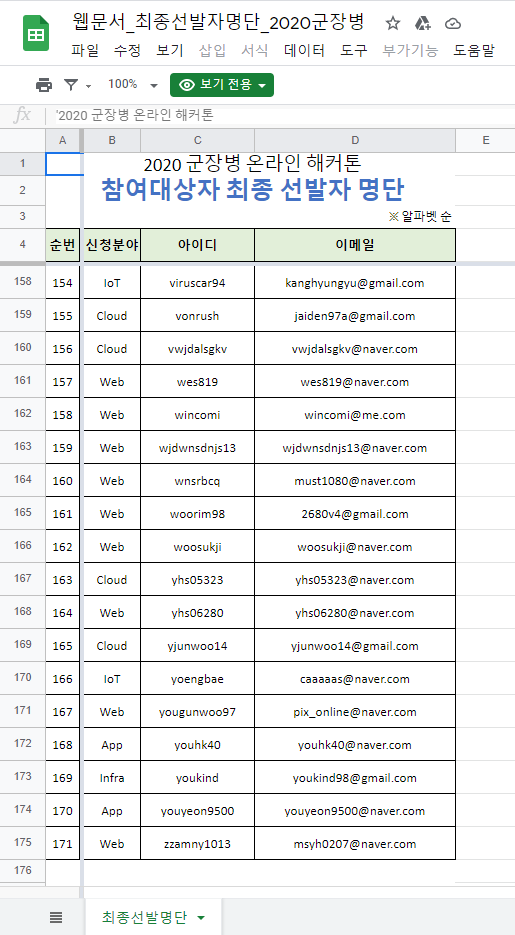 웹문서_최종선발자명단_2020군장병
파일 수정 보기 삽입 서식 데이터 도구 부가기능 도움말
100% 보기 전용
fx '2020 군장병 온라인 해커톤
A B C D E
1 2020 군장병 온라인 해커톤
2 참여대상자 최종 선발자 명단
3 ※ 알파벳 순
4 순번 신청분야 아이디 이메일
158 154 IoT viruscar94 kanghyungyu@gmail.com
159 155 Cloud vonrush jaiden97a@gmail.com
160 156 Cloud vwjdalsgkv vwjdalsgkv@naver.com
161 157 Web wes819 wes819@naver.com
162 158 Web wincomi wincomi@me.com
163 159 Web wjdwnsdnjs13 wjdwnsdnjs13@naver.com
164 160 Web wnsrbcq must1080@naver.com
165 161 Web woorim98 2680v4@gmail.com
166 162 Web woosukji woosukji@naver.com
167 163 Cloud yhs05323 yhs05323@naver.com
168 164 Web yhs06280 yhs06280@naver.com
169 165 Cloud yjunwoo14 yjunwoo14@gmail.com
170 166 IoT yoengbae caaaaas@naver.com
171 167 Web yougunwoo97 pix_online@naver.com
172 168 App youhk40 youhk40@naver.com
173 169 Infra youkind youkind98@gmail.com
174 170 App youyeon9500 youyeon9500@naver.com
175 171 Web zzamny1013 msyh0207@naver.com
176
최종선발명단